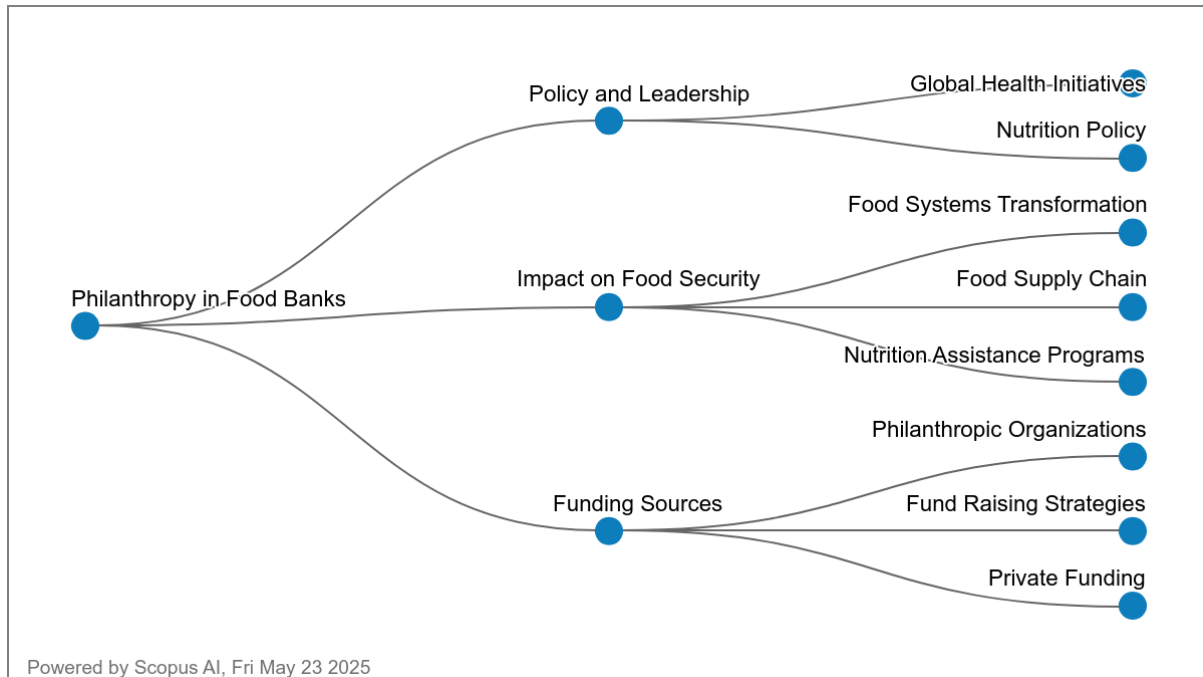 Global Health Initiatives
Policy and Leadership
Nutrition Policy
Food Systems Transformation
Impact on Food Security
Food Supply Chain
Philanthropy in Food Banks
Nutrition Assistance Programs
Philanthropic Organizations
Funding Sources
Fund Raising Strategies
Private Funding
Powered by Scopus AI, Fri May 23 2025